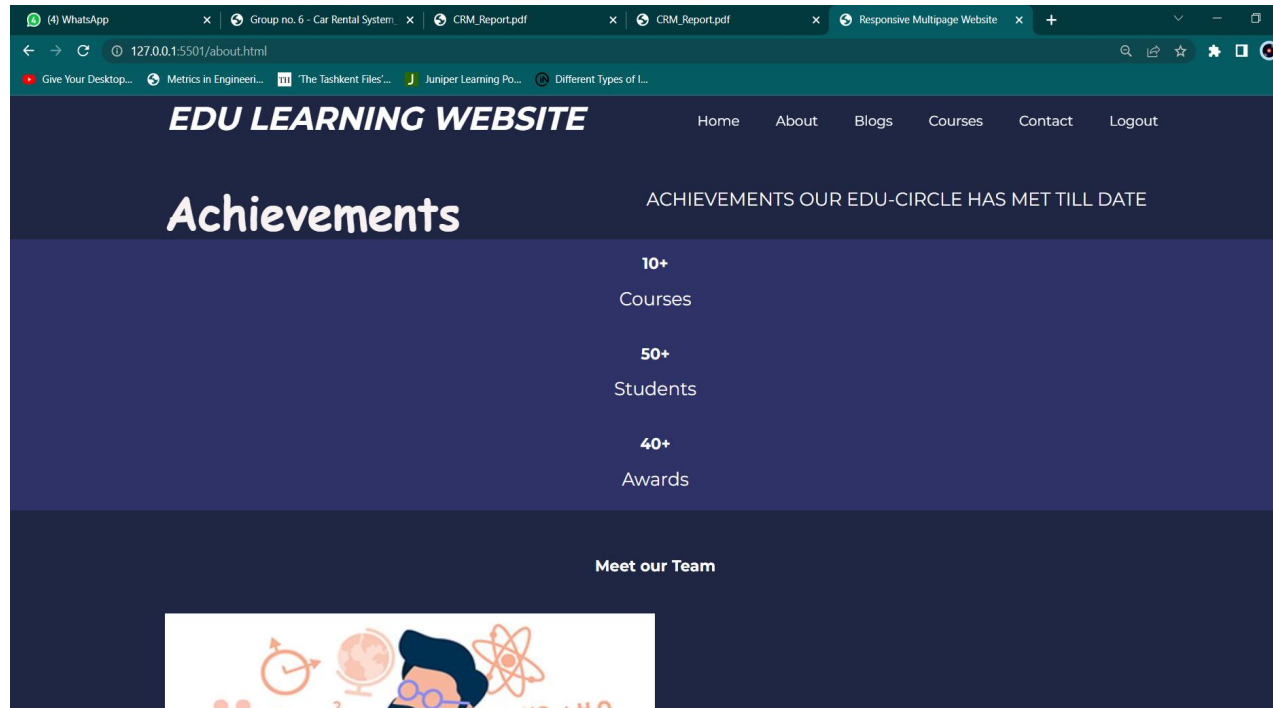 (4) WhatsApp
Group no. 6 - Car Rental System_
CRM_Report.pdf
CRM_Report.pdf
Responsive Multipage Website
127.0.0.1:5501/about.html
Give Your Desktop...
Metrics in Engineeri...
TH
'The Tashkent Files'...
J
Juniper Learning Po...
Different Types of I...
EDU LEARNING WEBSITE
Home About Blogs Courses Contact Logout
Achievements
ACHIEVEMENTS OUR EDU-CIRCLE HAS MET TILL DATE
10+
Courses
50+
Students
40+
Awards
Meet our Team